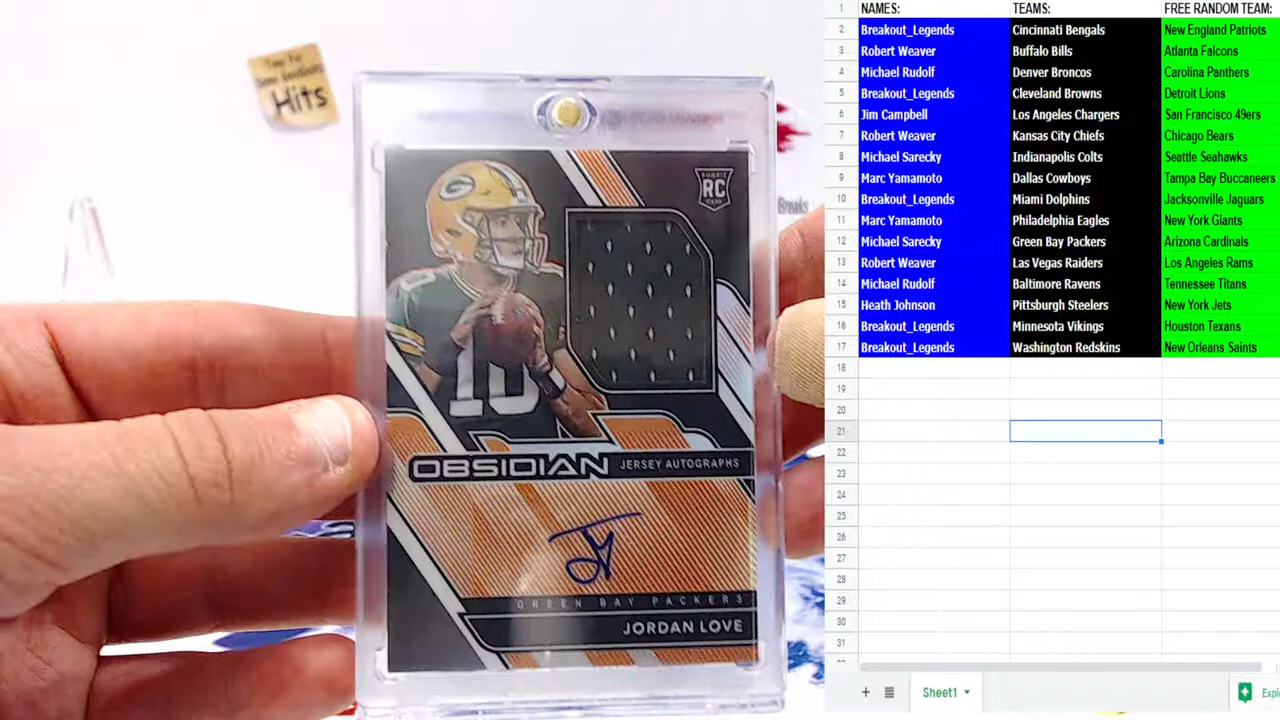 Hits
RC
10
OBSIDIAN JERSEY AUTOGRAPHS
GREEN BAY PACKERS
JORDAN LOVE
Breaks
1 NAMES: TEAMS: FREE RANDOM TEAM:
2 Breakout_Legends Cincinnati Bengals New England Patriots
3 Robert Weaver Buffalo Bills Atlanta Falcons
4 Michael Rudolf Denver Broncos Carolina Panthers
5 Breakout_Legends Cleveland Browns Detroit Lions
6 Jim Campbell Los Angeles Chargers San Francisco 49ers
7 Robert Weaver Kansas City Chiefs Chicago Bears
8 Michael Sarecky Indianapolis Colts Seattle Seahawks
9 Marc Yamamoto Dallas Cowboys Tampa Bay Buccaneers
10 Breakout_Legends Miami Dolphins Jacksonville Jaguars
11 Marc Yamamoto Philadelphia Eagles New York Giants
12 Michael Sarecky Green Bay Packers Arizona Cardinals
13 Robert Weaver Las Vegas Raiders Los Angeles Rams
14 Michael Rudolf Baltimore Ravens Tennessee Titans
15 Heath Johnson Pittsburgh Steelers New York Jets
16 Breakout_Legends Minnesota Vikings Houston Texans
17 Breakout_Legends Washington Redskins New Orleans Saints
18
19
20
21
22
23
24
25
26
27
28
29
30
31
Sheet1
Explo